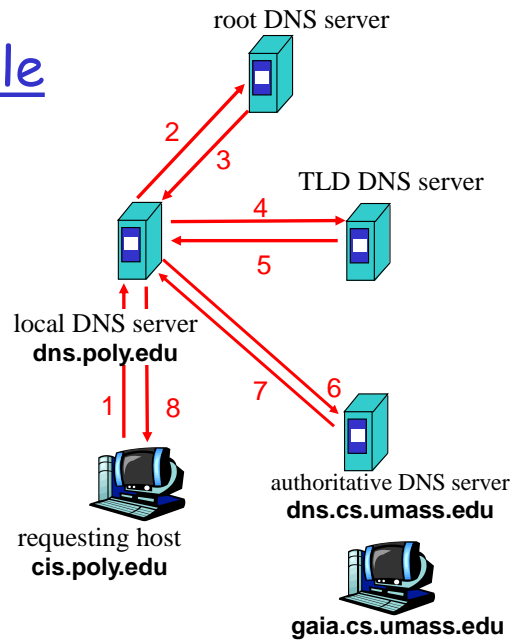 root DNS server
le
2
3
TLD DNS server
4
5
local DNS server
dns.poly.edu
6
7
1
8
authoritative DNS server
dns.cs.umass.edu
requesting host
cis.poly.edu
gaia.cs.umass.edu